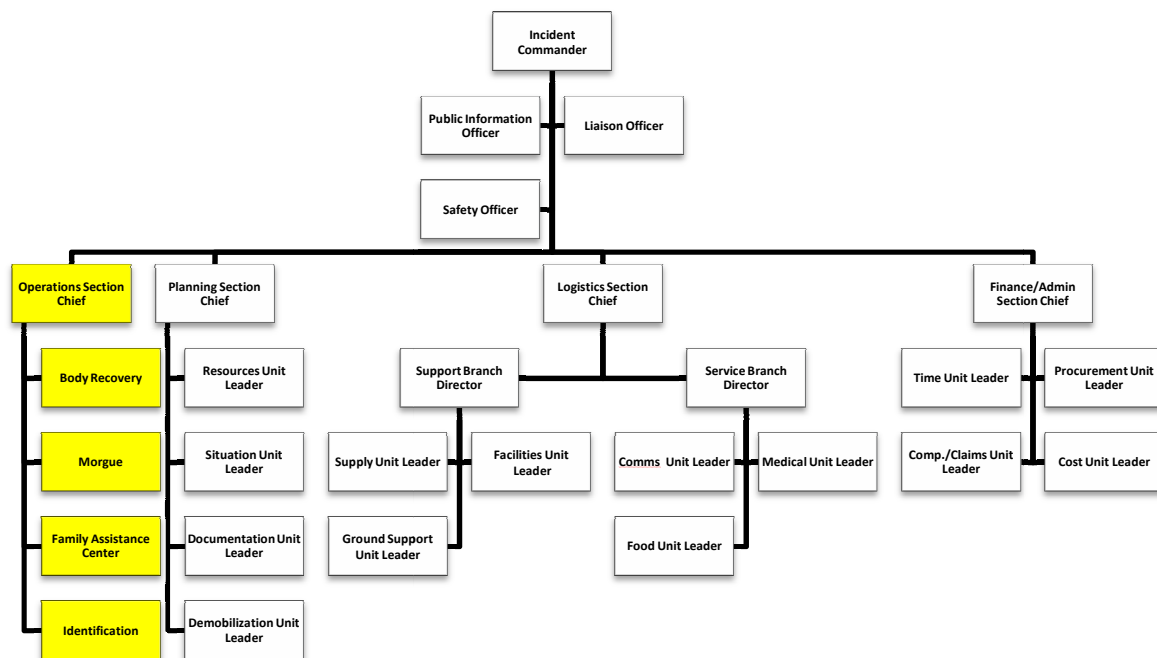 Incident
Commander
Public Information
Officer
Liaison Officer
Safety Officer
Operations Section
Chief
Planning Section
Chief
Logistics Section
Chief
Finance/Admin
Section Chief
Body Recovery
Resources Unit
Leader
Support Branch
Director
Service Branch
Director
Time Unit Leader
Procurement Unit
Leader
Morgue
Situation Unit
Leader
Supply Unit Leader
Facilities Unit
Leader
Comms Unit Leader
Medical Unit Leader
Comp./Claims Unit
Leader
Cost Unit Leader
Family Assistance
Center
Documentation Unit
Leader
Ground Support
Unit Leader
Food Unit Leader
Identification
Demobilization Unit
Leader